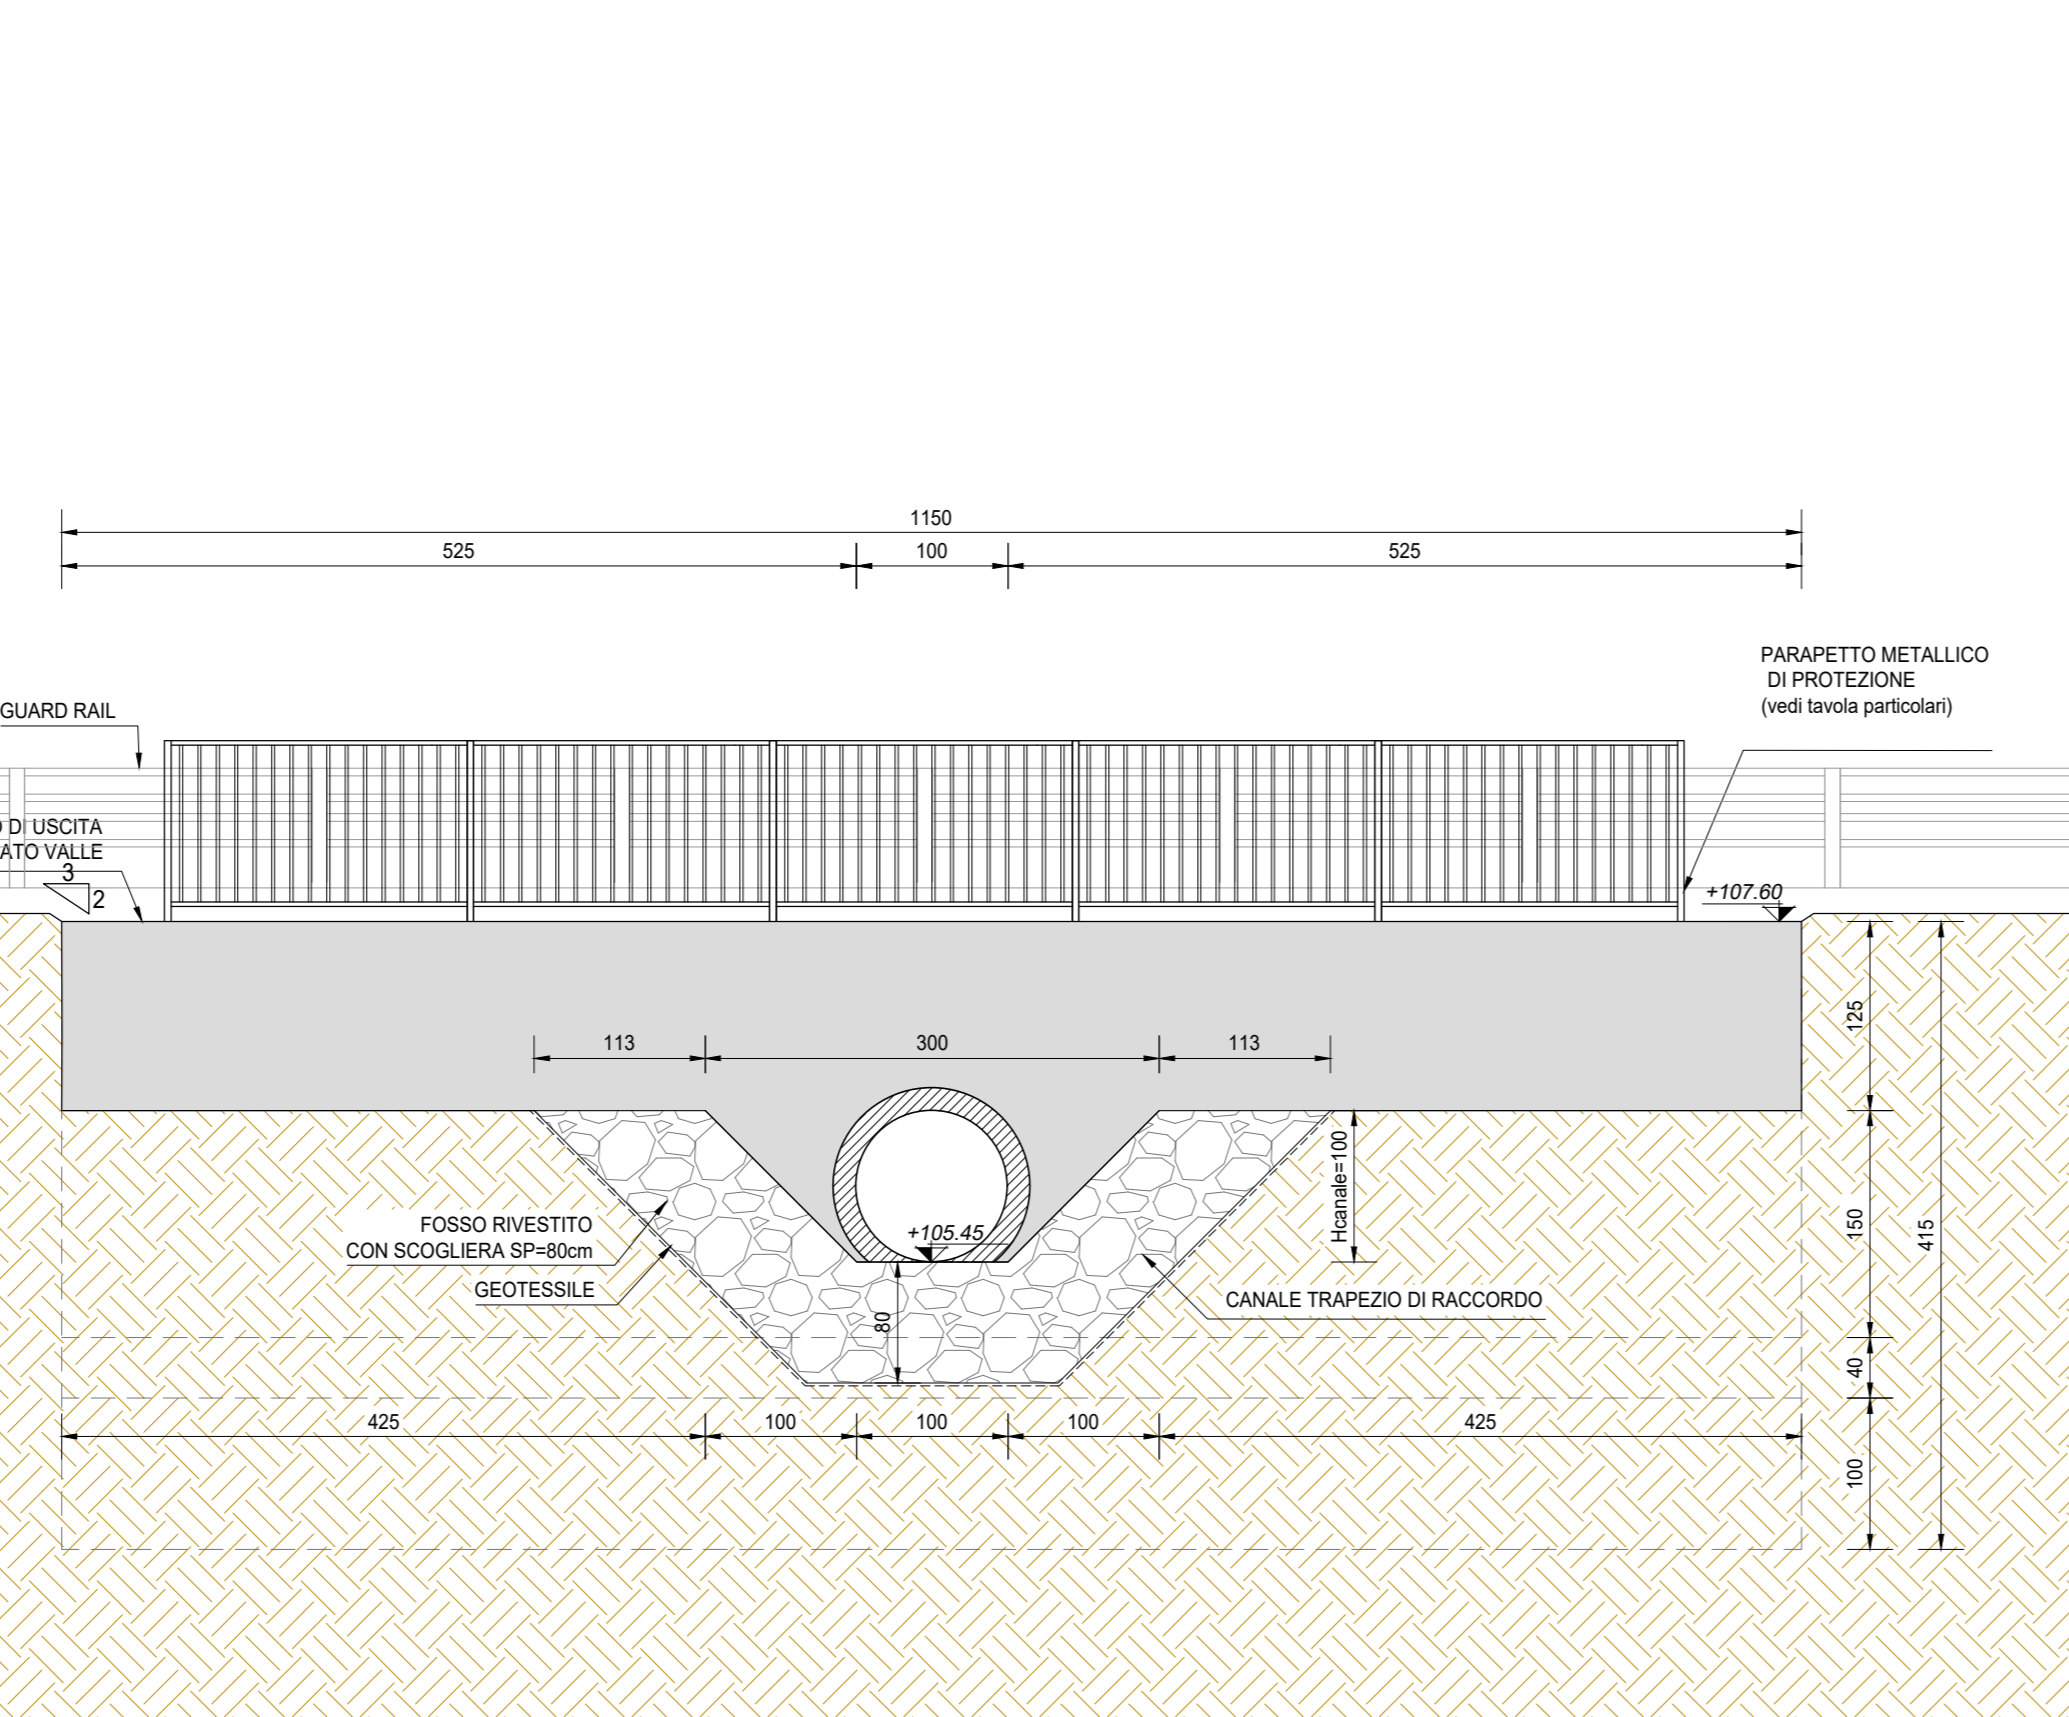 1150
525
100
525
PARAPETTO METALLICO
DI PROTEZIONE
(vedi tavola particolari)
GUARD RAIL
DI USCITA
VALLE
3
2
+107.60
125
113
300
113
Hcanale=100
+105.45
FOSSO RIVESTITO
CON SCOGLIERA SP=80cm
GEOTESSILE
80
CANALE TRAPEZIO DI RACCORDO
150
415
40
425
100
100
100
425
100